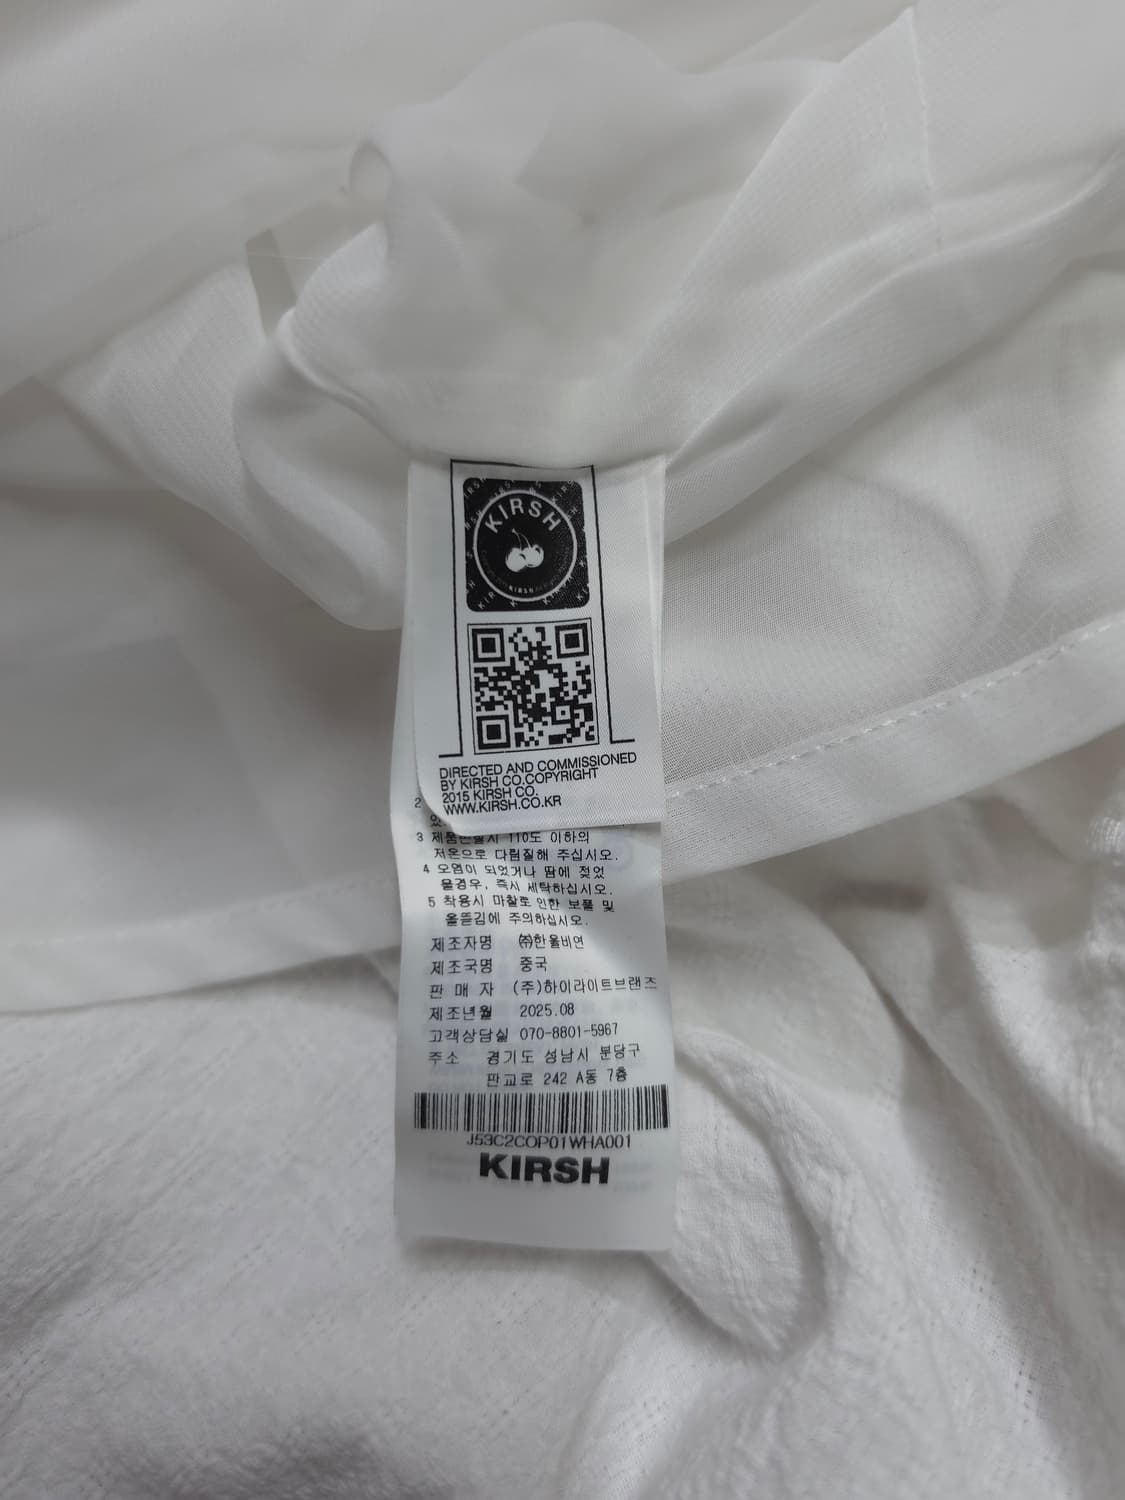 KIRSH
DIRECTED AND COMMISSIONED
BY KIRSH CO.COPYRIGHT
2015 KIRSH CO.
WWW.KIRSH.CO.KR
2
3 제품손질시 110도 이하의
저온으로 다림질해 주십시오.
4 오염이 되었거나 땀에 젖었
을경우, 즉시 세탁하십시오.
5 착용시 마찰로 인한 보풀 및
올뜯김에 주의하십시오.
제조자명 ㈜한올비연
제조국명 중국
판 매 자 (주)하이라이트브랜즈
제조년월 2025.08
고객상담실 070-8801-5967
주소 경기도 성남시 분당구
판교로 242 A동 7층
J53C2COP01WHA001
KIRSH